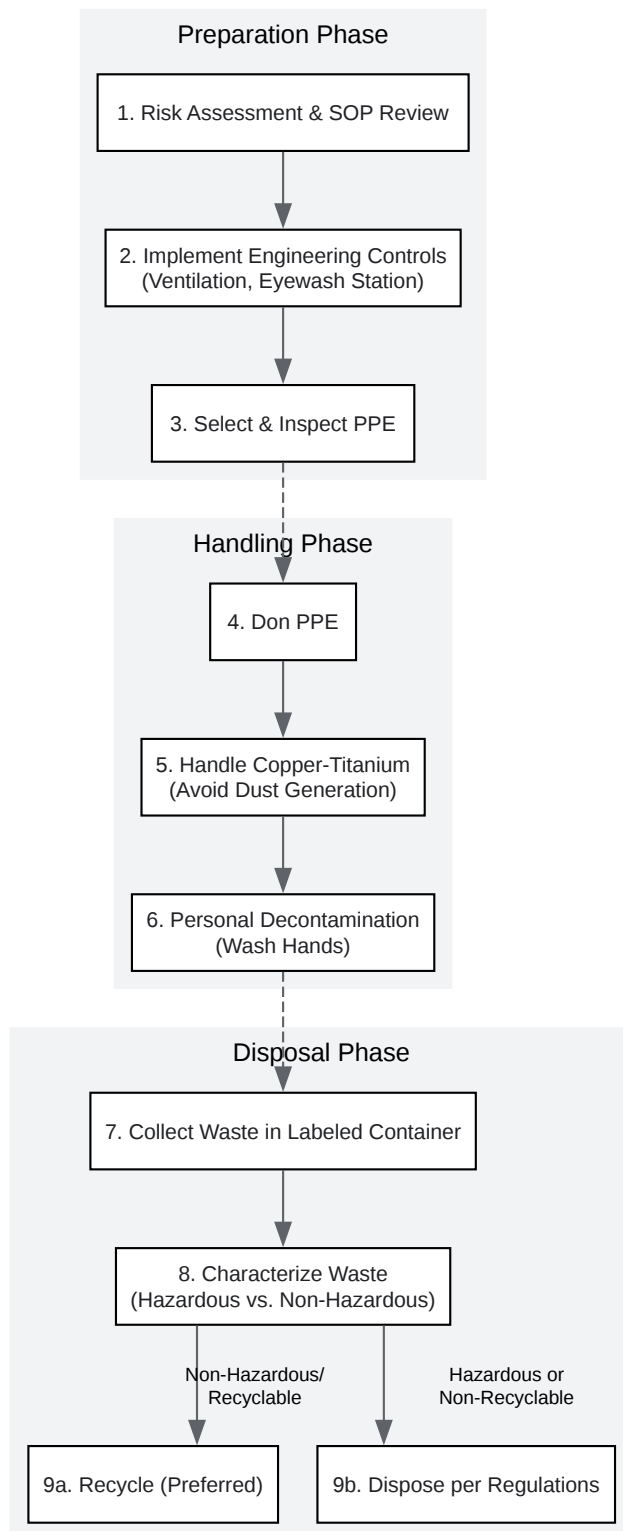 Preparation Phase
1. Risk Assessment & SOP Review
2. Implement Engineering Controls
(Ventilation, Eyewash Station)
3. Select & Inspect PPE
Handling Phase
4. Don PPE
5. Handle Copper-Titanium
(Avoid Dust Generation)
6. Personal Decontamination
(Wash Hands)
Disposal Phase
7. Collect Waste in Labeled Container
8. Characterize Waste
(Hazardous vs. Non-Hazardous)
Non-Hazardous/
Recyclable
Hazardous or
Non-Recyclable
9a. Recycle (Preferred)
9b. Dispose per Regulations